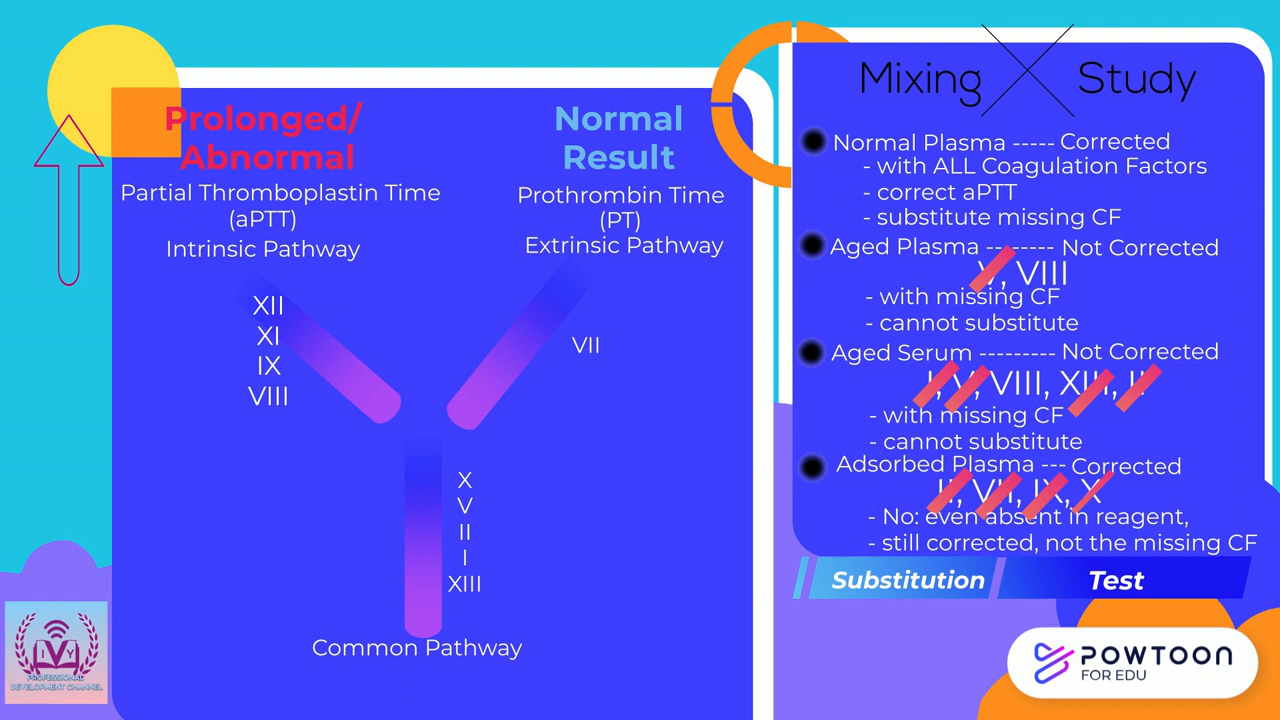 Prolonged/
Abnormal
Partial Thromboplastin Time
(aPTT)
Intrinsic Pathway
XII
XI
IX
VIII
Normal
Result
Prothrombin Time
(PT)
Extrinsic Pathway
VII
X
V
II
I
XIII
Common Pathway
Mixing Study
Normal Plasma ----- Corrected
- with ALL Coagulation Factors
- correct aPTT
- substitute missing CF
Aged Plasma -------- Not Corrected
V, VIII
- with missing CF
- cannot substitute
Aged Serum --------- Not Corrected
I, V, VIII, XIII, II
- with missing CF
- cannot substitute
Adsorbed Plasma --- Corrected
II, VII, IX, X
- No: even absent in reagent,
- still corrected, not the missing CF
Substitution Test
IVY
PROFESSIONAL
DEVELOPMENT CHANNEL
POWTOON
FOR EDU